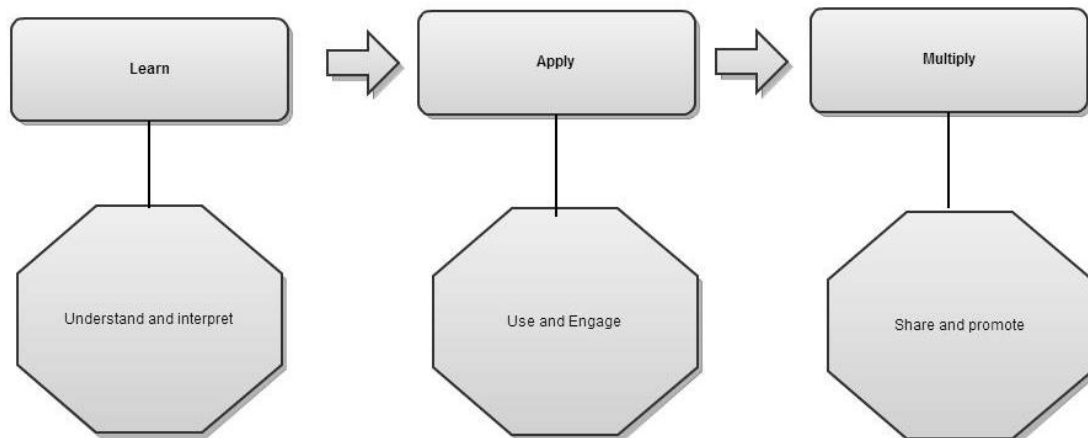 Learn
Apply
Multiply
Understand and interpret
Use and Engage
Share and promote